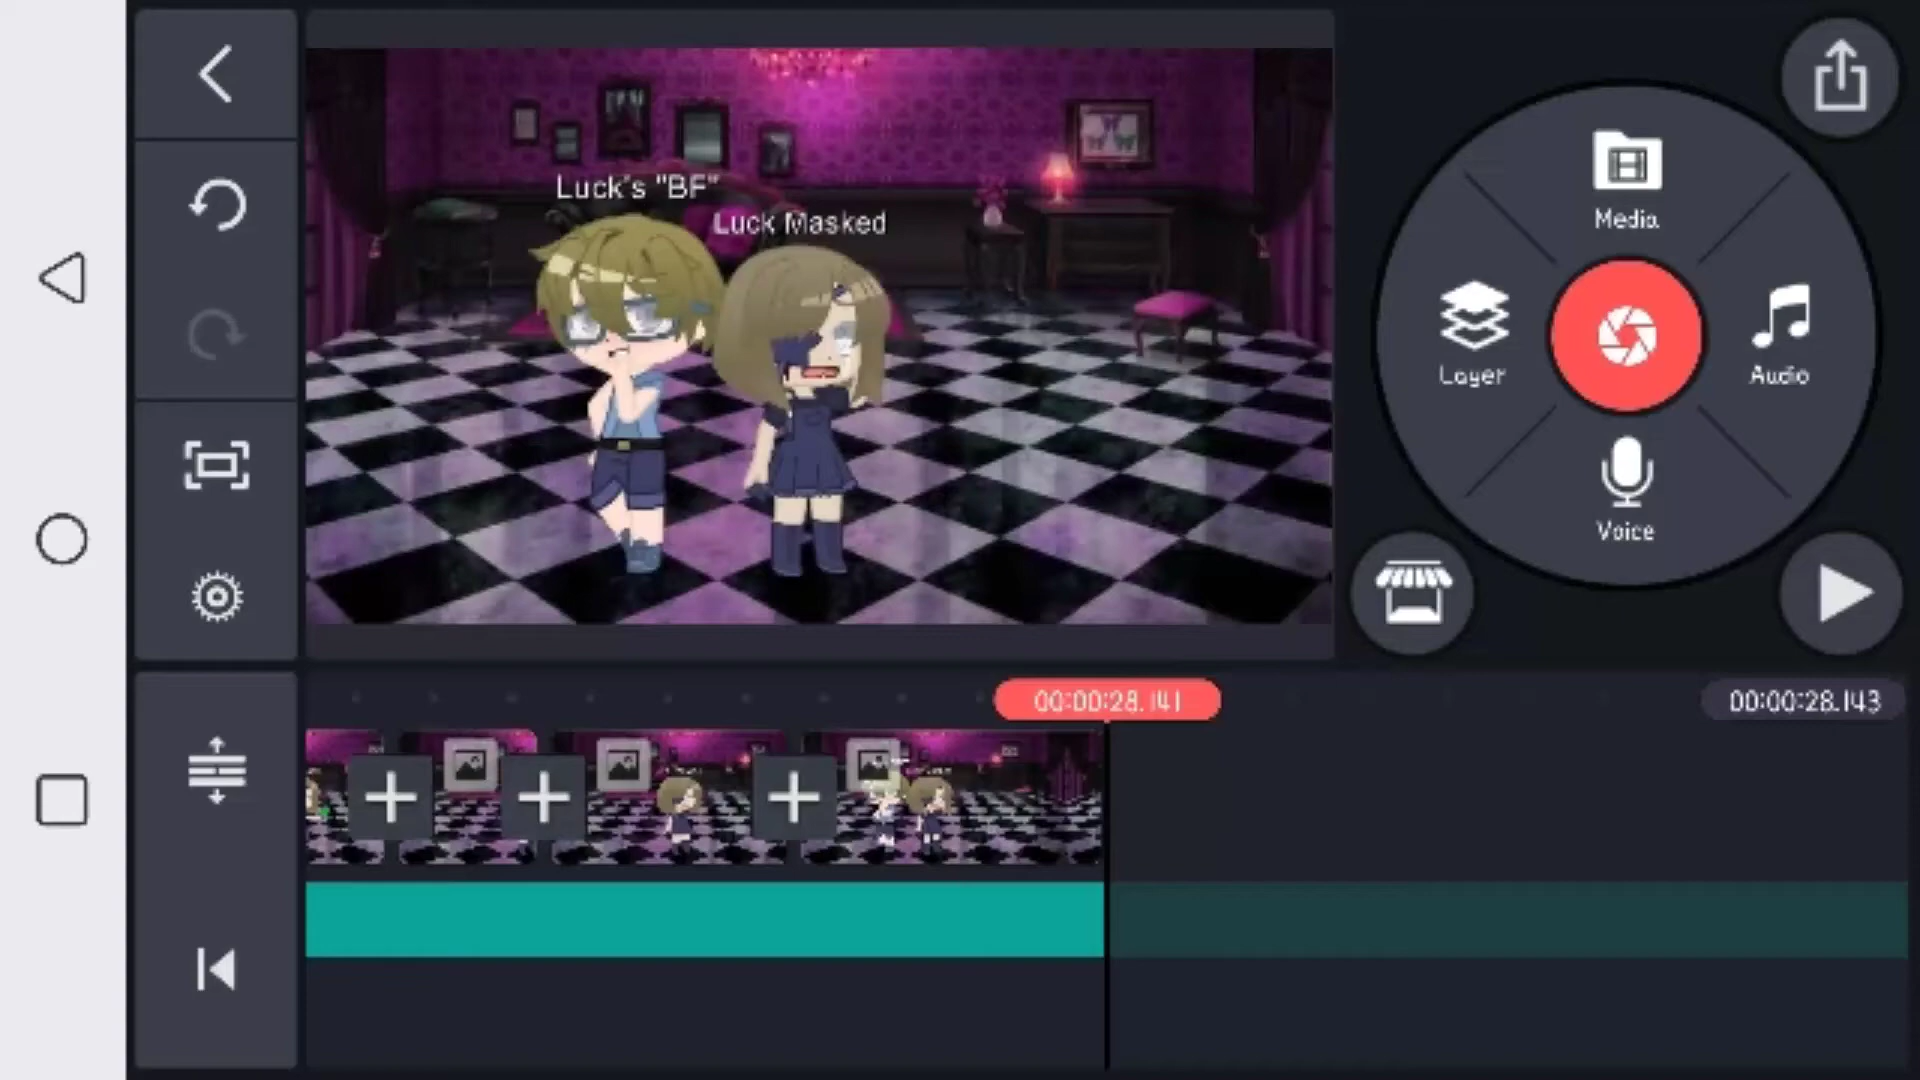 Luck's "BF"
Luck Masked
Media
Layer
Audio
Voice
00:00:28.141
00:00:28.143